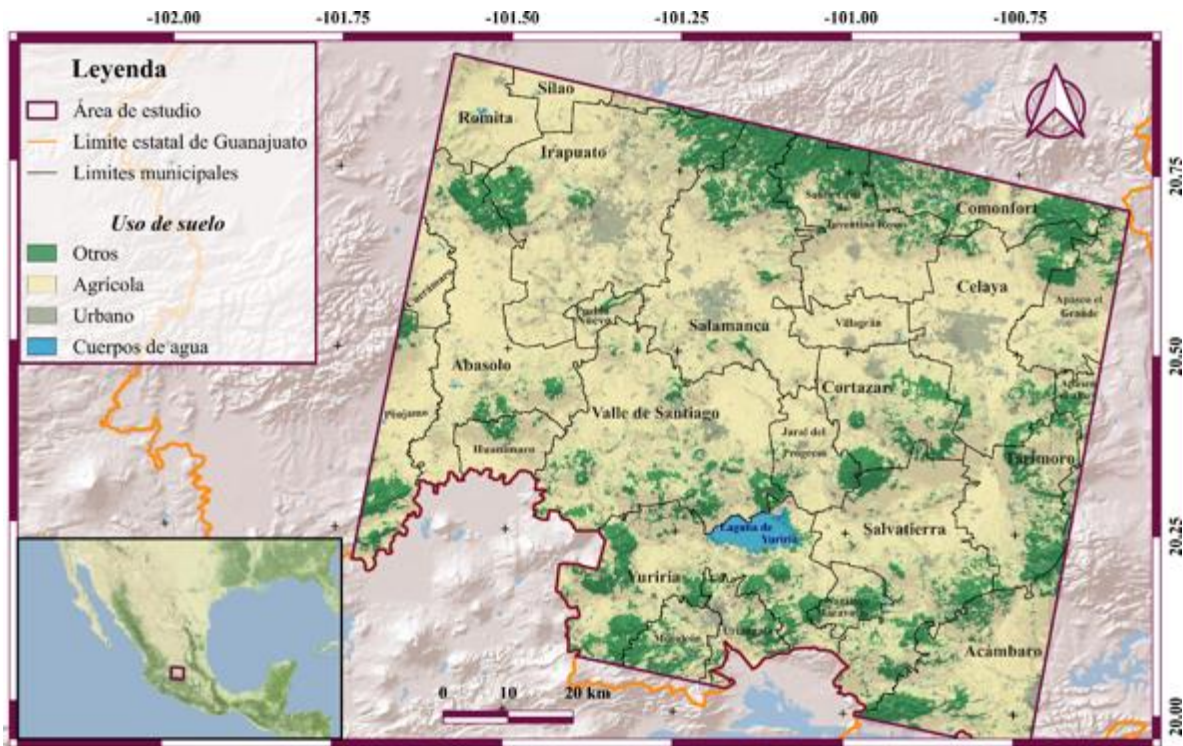 -102.00 -101.75 -101.50 -101.25 -101.00 -100.75
Leyenda
Área de estudio
Limite estatal de Guanajuato
Limites municipales
Uso de suelo
Otros
Agrícola
Urbano
Cuerpos de agua
Silao
Romita
Irapuato
20.75
Comonfort
Celaya
Apaseo el
Grande
Salamanca
Villagrán
20.50
Abasolo
Cortazar
Valle de Santiago
Pénjamo
Huanímaro
Jaral del
Progreso
Tarimoro
Laguna de
Yuriria
Salvatierra
20.25
Yuriria
Acámbaro
0 10 20 km
20.00